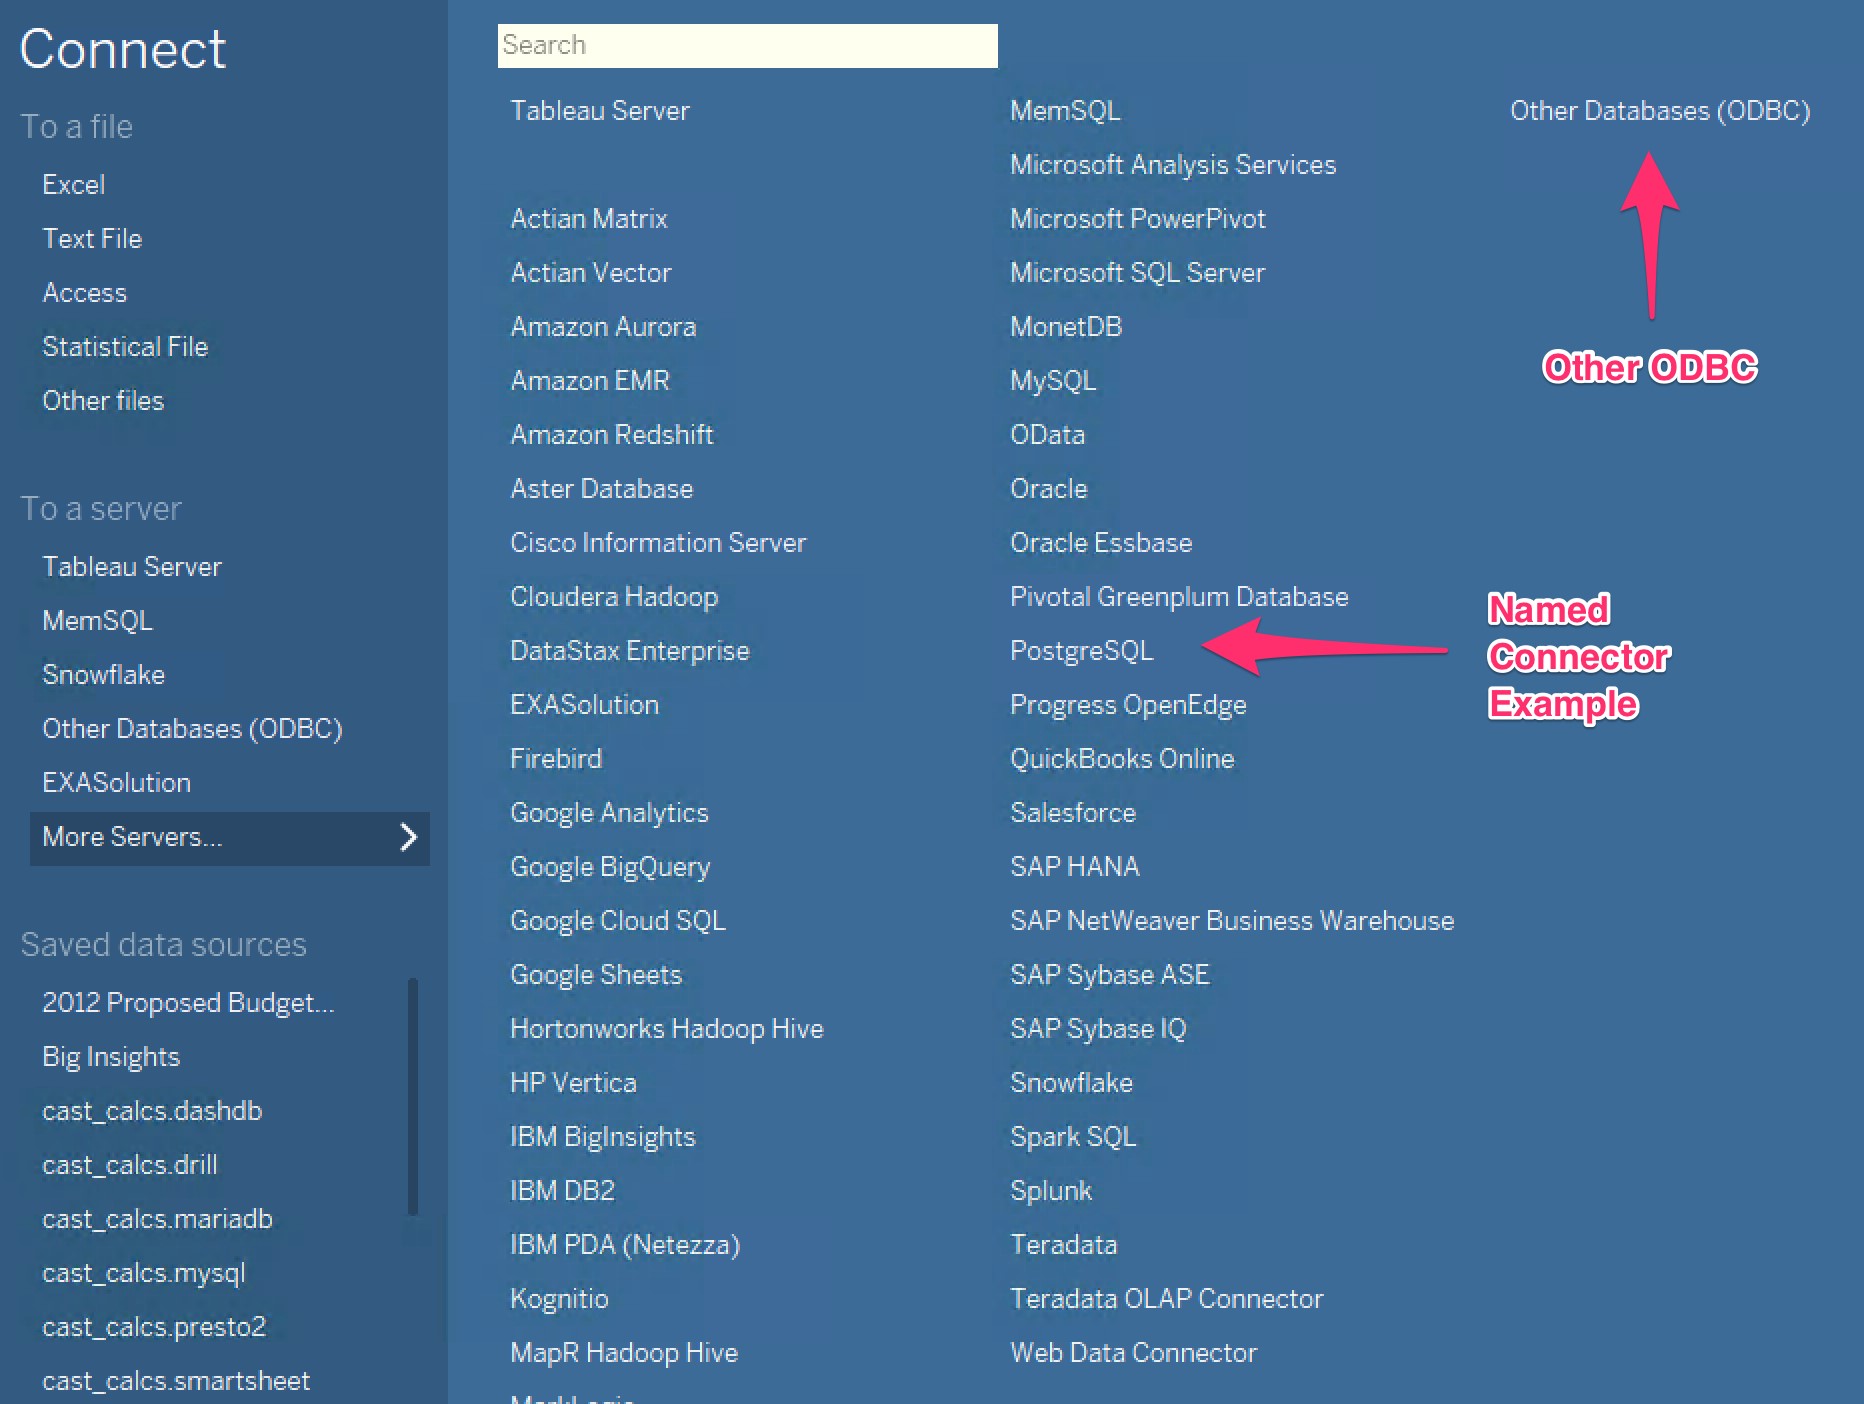 Connect
To a file
Excel
Text File
Access
Statistical File
Other files
To a server
Tableau Server
MemSQL
Snowflake
Other Databases (ODBC)
EXASolution
More Servers...
Saved data sources
2012 Proposed Budget...
Big Insights
cast_calcs.dashdb
cast_calcs.drill
cast_calcs.mariadb
cast_calcs.mysql
cast_calcs.presto2
cast_calcs.smartsheet
Search
Tableau Server
Actian Matrix
Actian Vector
Amazon Aurora
Amazon EMR
Amazon Redshift
Aster Database
Cisco Information Server
Cloudera Hadoop
DataStax Enterprise
EXASolution
Firebird
Google Analytics
Google BigQuery
Google Cloud SQL
Google Sheets
Hortonworks Hadoop Hive
HP Vertica
IBM BigInsights
IBM DB2
IBM PDA (Netezza)
Kognitio
MapR Hadoop Hive
MemSQL
Microsoft Analysis Services
Microsoft PowerPivot
Microsoft SQL Server
MonetDB
MySQL
OData
Oracle
Oracle Essbase
Pivotal Greenplum Database
PostgreSQL
Progress OpenEdge
QuickBooks Online
Salesforce
SAP HANA
SAP NetWeaver Business Warehouse
SAP Sybase ASE
SAP Sybase IQ
Snowflake
Spark SQL
Splunk
Teradata
Teradata OLAP Connector
Web Data Connector
Other Databases (ODBC)
Other ODBC
Named
Connector
Example